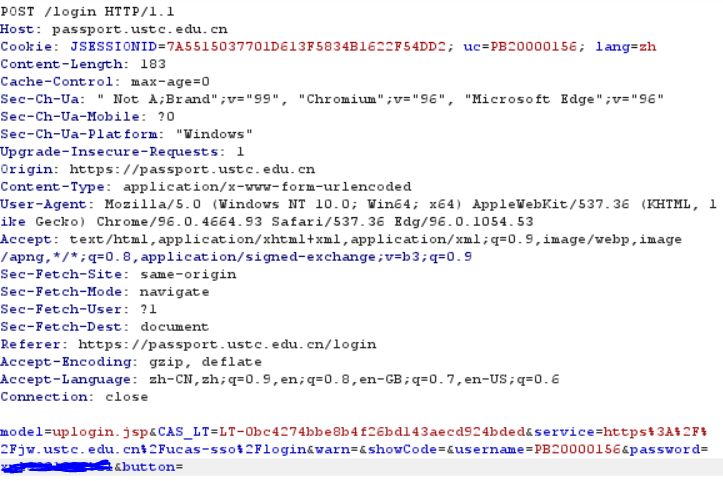 POST /login HTTP/1.1
Host: passport.ustc.edu.cn
Cookie: JSESSIONID=7A5515037701D613F5834B1622F54DD2; uc=PB20000156; lang=zh
Content-Length: 183
Cache-Control: max-age=0
Sec-Ch-Ua: " Not A;Brand";v="99", "Chromium";v="96", "Microsoft Edge";v="96"
Sec-Ch-Ua-Mobile: ?0
Sec-Ch-Ua-Platform: "Windows"
Upgrade-Insecure-Requests: 1
Origin: https://passport.ustc.edu.cn
Content-Type: application/x-www-form-urlencoded
User-Agent: Mozilla/5.0 (Windows NT 10.0; Win64; x64) AppleWebKit/537.36 (KHTML, l
ike Gecko) Chrome/96.0.4664.93 Safari/537.36 Edg/96.0.1054.53
Accept: text/html,application/xhtml+xml,application/xml;q=0.9,image/webp,image
/apng,*/*;q=0.8,application/signed-exchange;v=b3;q=0.9
Sec-Fetch-Site: same-origin
Sec-Fetch-Mode: navigate
Sec-Fetch-User: ?1
Sec-Fetch-Dest: document
Referer: https://passport.ustc.edu.cn/login
Accept-Encoding: gzip, deflate
Accept-Language: zh-CN,zh;q=0.9,en;q=0.8,en-GB;q=0.7,en-US;q=0.6
Connection: close
model=uplogin.jsp&CAS_LT=LT-0bc4274bbe8b4f26bd143aecd924bded&service=https%3A%2F%
2Fjw.ustc.edu.cn%2Fucas-sso%2Flogin&warn=&showCode=&username=PB20000156&password=
&button=